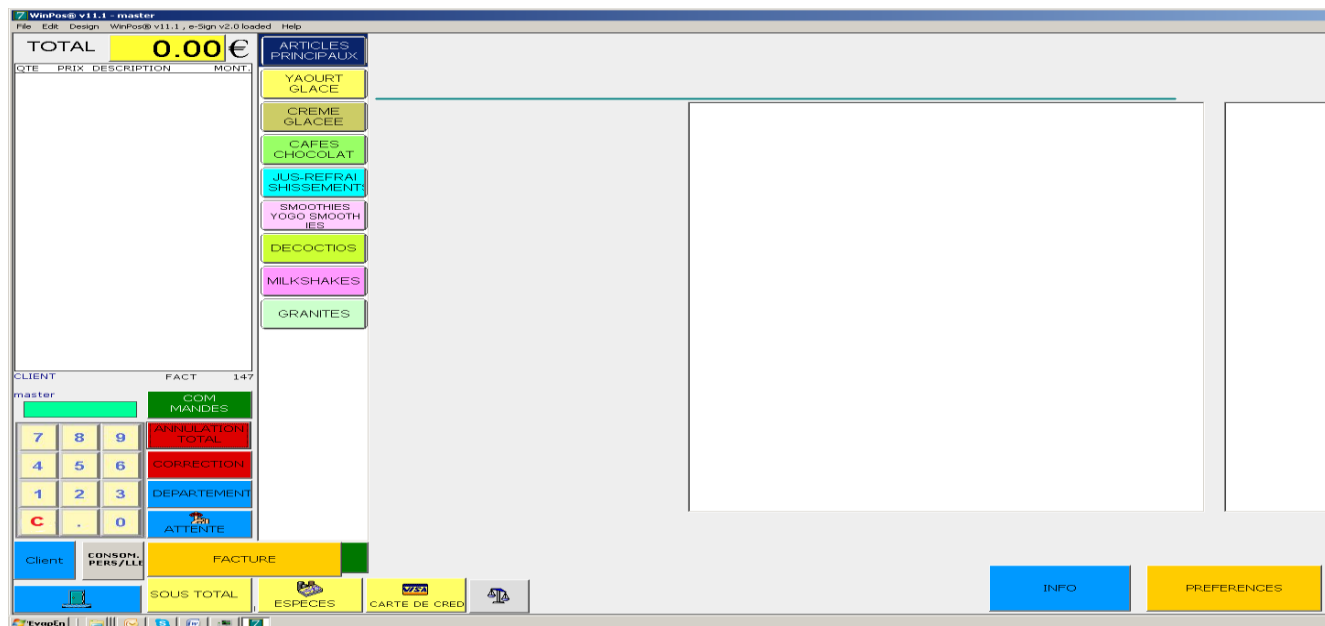 WinPos® v11.1 - master
File Edit Design WinPos® v11.1 , e-Sign v2.0 loaded Help
TOTAL 0.00 €
QTE PRIX DESCRIPTION MONT.
ARTICLES
PRINCIPAUX
YAOURT
GLACE
CREME
GLACEE
CAFES
CHOCOLAT
JUS-REFRAI
SHISSEMENTS
SMOOTHIES
YOGO SMOOTH
IES
DECOCTIOS
MILKSHAKES
GRANITES
CLIENT FACT 147
master
COM
MANDES
7 8 9
ANNULATION
TOTAL
4 5 6
CORRECTION
1 2 3
DEPARTEMENT
C . 0
ATTENTE
Client
CONSOM.
PERS/LLE
FACTURE
SOUS TOTAL
ESPECES
VISA
CARTE DE CRED
INFO
PREFERENCES